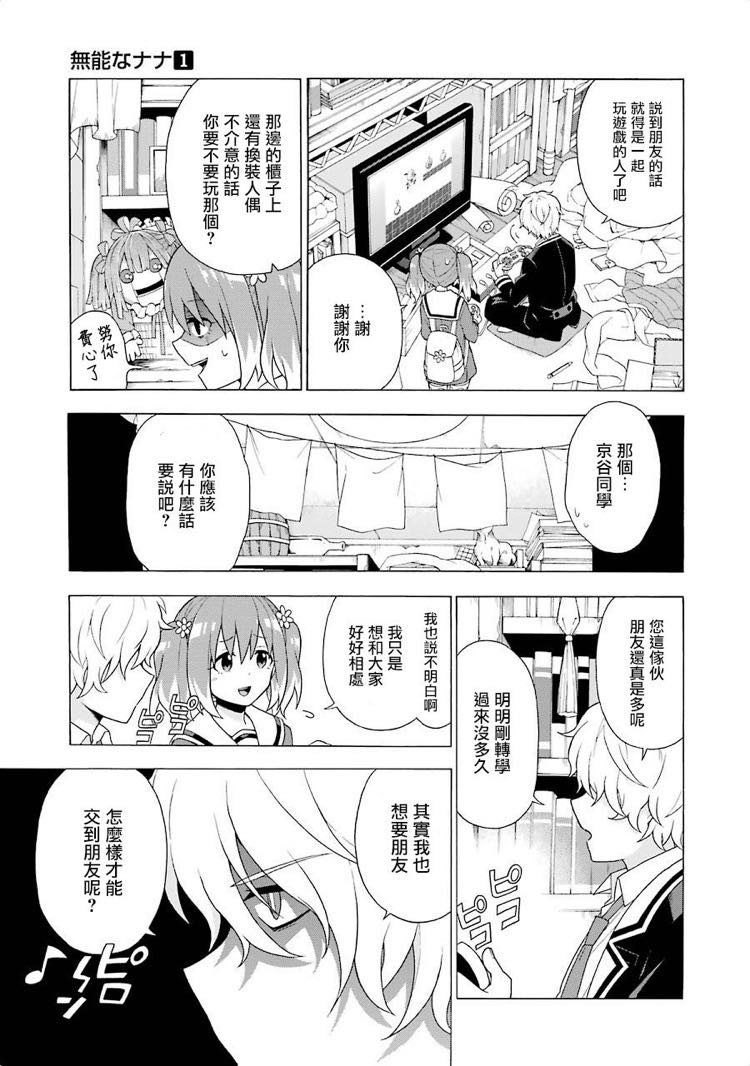 無能なナナ1
說到朋友的話
就得是一起
玩遊戲的人了吧
…謝
謝謝你
那邊的櫃子上
還有換裝人偶
不介意的話
你要不要玩那個？
勞你
費心了
那個…
京谷同學
你應該
有什麼話
要說吧？
您這傢伙
朋友還真是多呢
明明剛轉學
過來沒多久
ピコ
ピコ
我也說不明白啊
我只是
想和大家
好好相處
ピコ
ピコ
其實我也
想要朋友
怎麼樣才能
交到朋友呢？
ピロ
♪